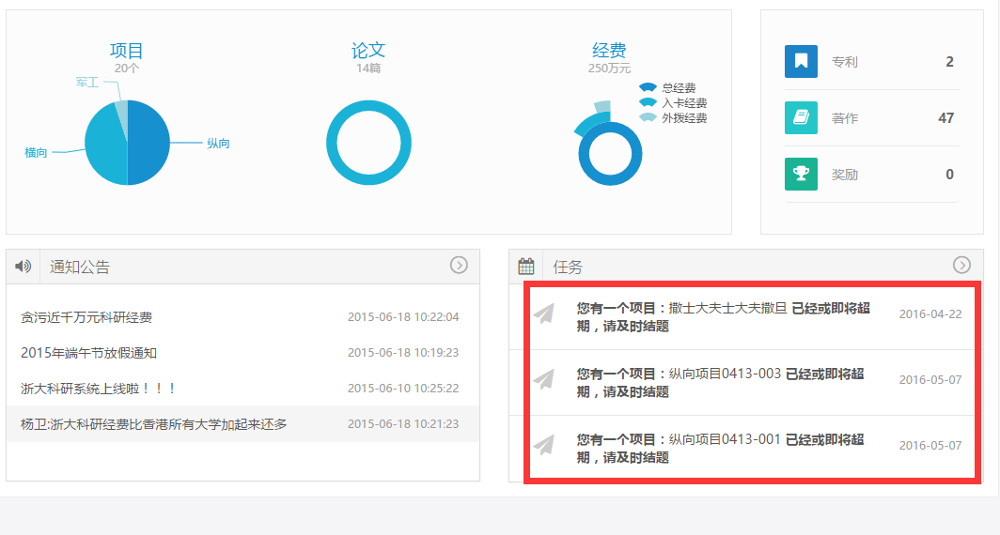 项目
20个
军工
横向
纵向
论文
14篇
经费
250万元
总经费
入卡经费
外拨经费
专利 2
著作 47
奖励 0
通知公告
贪污近千万元科研经费 2015-06-18 10:22:04
2015年端午节放假通知 2015-06-18 10:19:23
浙大科研系统上线啦！！！ 2015-06-10 10:25:22
杨卫:浙大科研经费比香港所有大学加起来还多 2015-06-18 10:21:23
任务
您有一个项目：撒士大夫士大夫撒旦 已经或即将超 2016-04-22
期，请及时结题
您有一个项目：纵向项目0413-003 已经或即将超 2016-05-07
期，请及时结题
您有一个项目：纵向项目0413-001 已经或即将超 2016-05-07
期，请及时结题